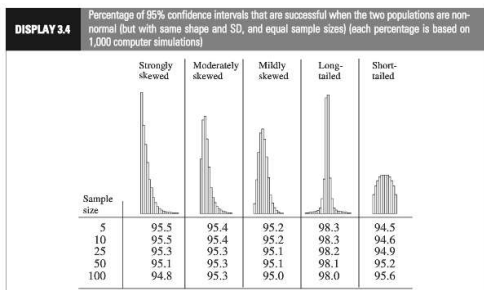 DISPLAY 3.4
Percentage of 95% confidence intervals that are successful when the two populations are non-
normal (but with same shape and SD, and equal sample sizes) (each percentage is based on
1,000 computer simulations)
Strongly Moderately Mildly Long- Short-
skewed skewed skewed tailed tailed
Sample
size
5 95.5 95.4 95.2 98.3 94.5
10 95.5 95.4 95.2 98.3 94.6
25 95.3 95.3 95.1 98.2 94.9
50 95.1 95.3 95.1 98.1 95.2
100 94.8 95.3 95.0 98.0 95.6